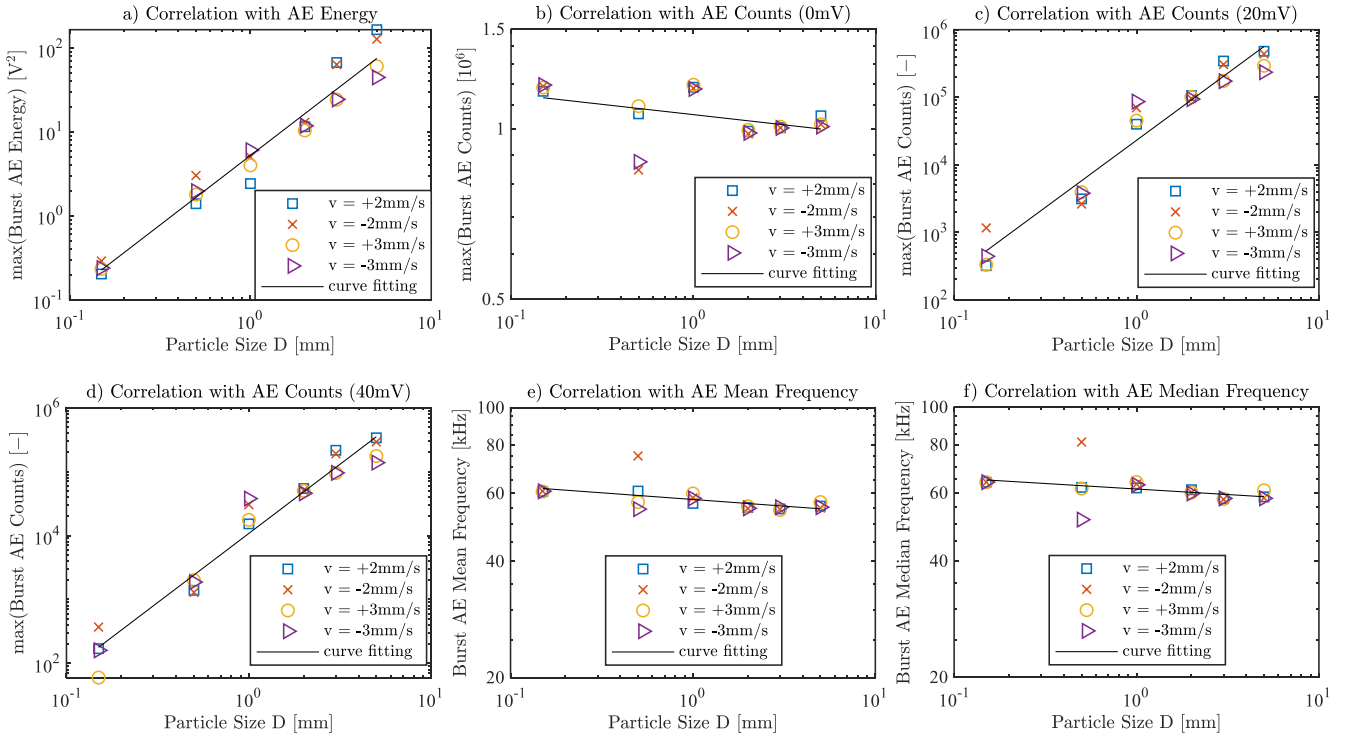 a) Correlation with AE Energy
max(Burst AE Energy) [V²]
10²
10¹
10⁰
10⁻¹
v = +2mm/s
v = -2mm/s
v = +3mm/s
v = -3mm/s
curve fitting
10⁻¹ 10⁰ 10¹
Particle Size D [mm]
b) Correlation with AE Counts (0mV)
max(Burst AE Counts) [10⁶]
1.5
1
0.5
v = +2mm/s
v = -2mm/s
v = +3mm/s
v = -3mm/s
curve fitting
10⁻¹ 10⁰ 10¹
Particle Size D [mm]
c) Correlation with AE Counts (20mV)
max(Burst AE Counts) [−]
10⁶
10⁵
10⁴
10³
10²
v = +2mm/s
v = -2mm/s
v = +3mm/s
v = -3mm/s
curve fitting
10⁻¹ 10⁰ 10¹
Particle Size D [mm]
d) Correlation with AE Counts (40mV)
max(Burst AE Counts) [−]
10⁶
10⁴
10²
v = +2mm/s
v = -2mm/s
v = +3mm/s
v = -3mm/s
curve fitting
10⁻¹ 10⁰ 10¹
Particle Size D [mm]
e) Correlation with AE Mean Frequency
Burst AE Mean Frequency [kHz]
100
80
60
40
20
v = +2mm/s
v = -2mm/s
v = +3mm/s
v = -3mm/s
curve fitting
10⁻¹ 10⁰ 10¹
Particle Size D [mm]
f) Correlation with AE Median Frequency
Burst AE Median Frequency [kHz]
100
80
60
40
20
v = +2mm/s
v = -2mm/s
v = +3mm/s
v = -3mm/s
curve fitting
10⁻¹ 10⁰ 10¹
Particle Size D [mm]